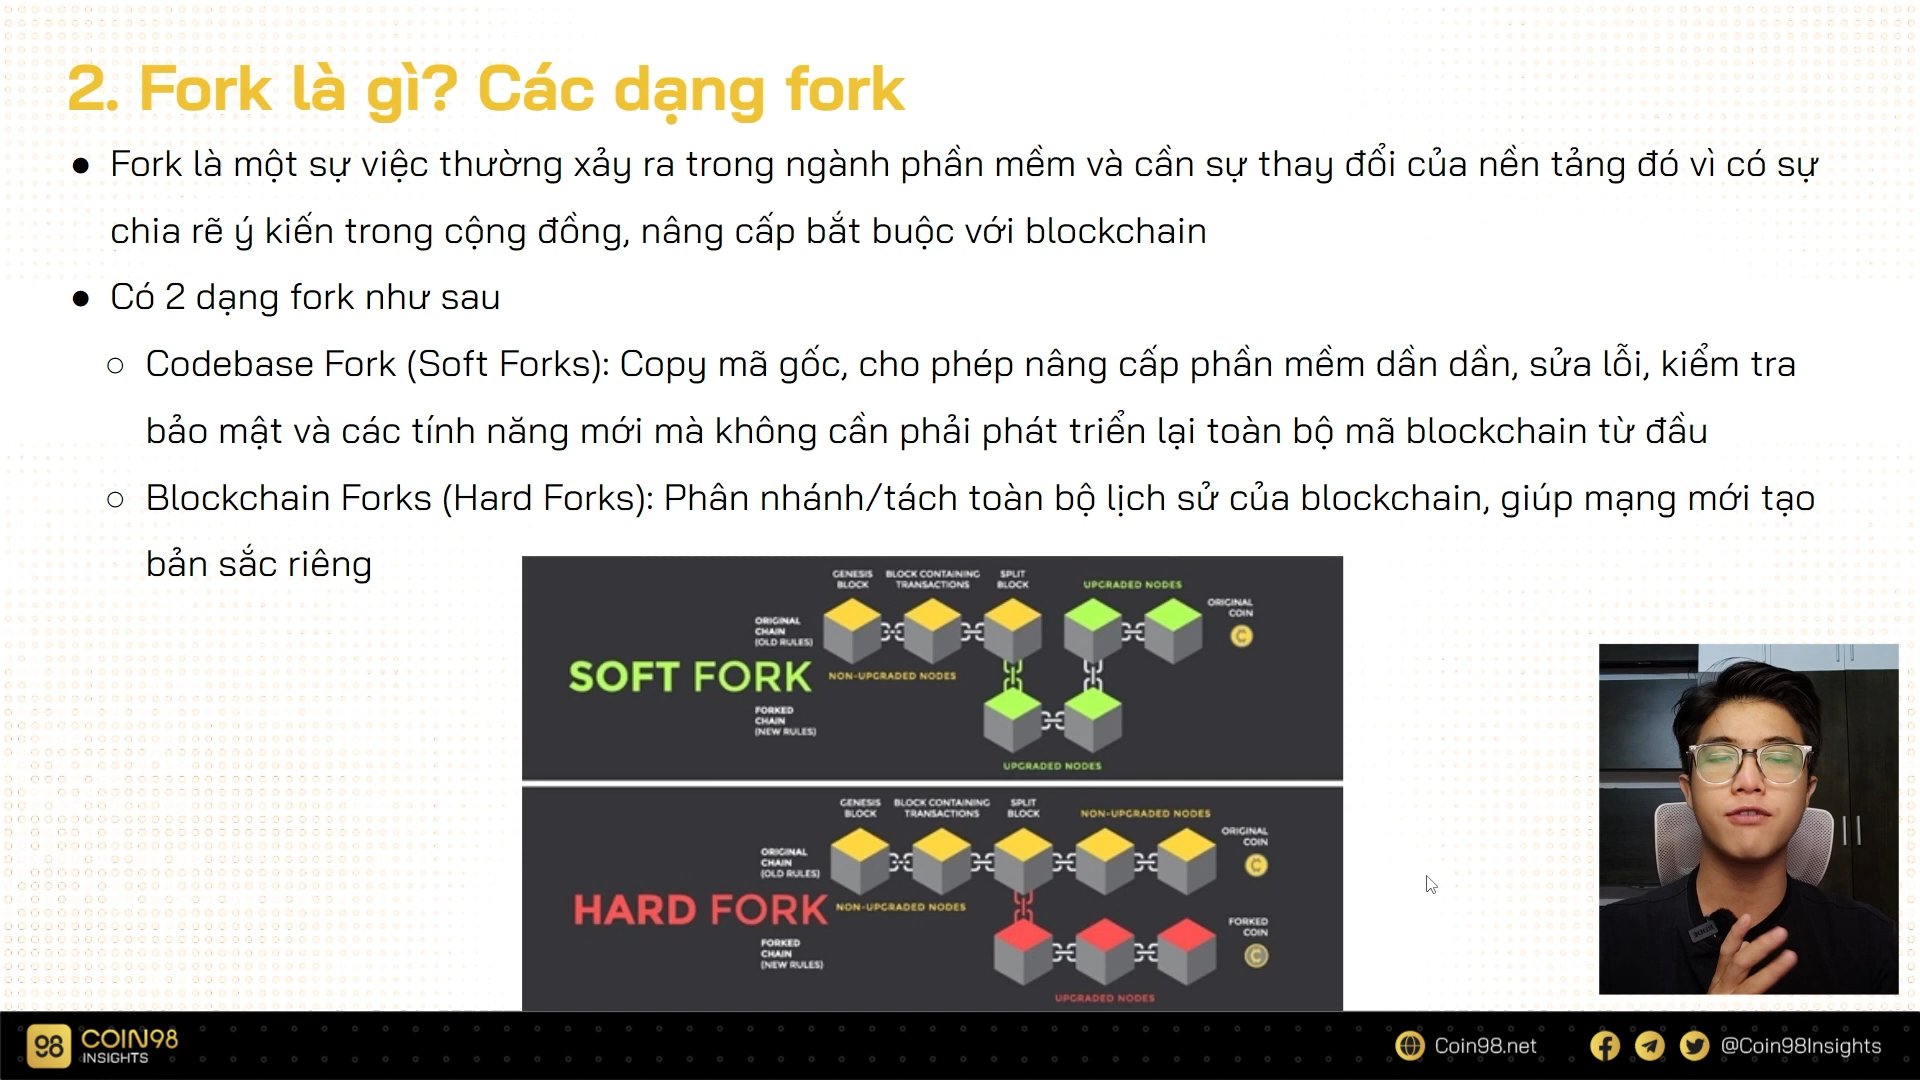 2. Fork là gì? Các dạng fork
● Fork là một sự việc thường xảy ra trong ngành phần mềm và cần sự thay đổi của nền tảng đó vì có sự
chia rẽ ý kiến trong cộng đồng, nâng cấp bắt buộc với blockchain
● Có 2 dạng fork như sau
○ Codebase Fork (Soft Forks): Copy mã gốc, cho phép nâng cấp phần mềm dần dần, sửa lỗi, kiểm tra
bảo mật và các tính năng mới mà không cần phải phát triển lại toàn bộ mã blockchain từ đầu
○ Blockchain Forks (Hard Forks): Phân nhánh/tách toàn bộ lịch sử của blockchain, giúp mạng mới tạo
bản sắc riêng
GENESIS
BLOCK
BLOCK CONTAINING
TRANSACTIONS
SPLIT
BLOCK
UPGRADED NODES
ORIGINAL
COIN
C
ORIGINAL
CHAIN
(OLD RULES)
SOFT FORK
NON-UPGRADED NODES
FORKED
CHAIN
(NEW RULES)
UPGRADED NODES
GENESIS
BLOCK
BLOCK CONTAINING
TRANSACTIONS
SPLIT
BLOCK
NON-UPGRADED NODES
ORIGINAL
COIN
C
ORIGINAL
CHAIN
(OLD RULES)
HARD FORK
NON-UPGRADED NODES
FORKED
COIN
C
FORKED
CHAIN
(NEW RULES)
UPGRADED NODES
RODE
98 COIN98
INSIGHTS
Coin98.net
@Coin98Insights